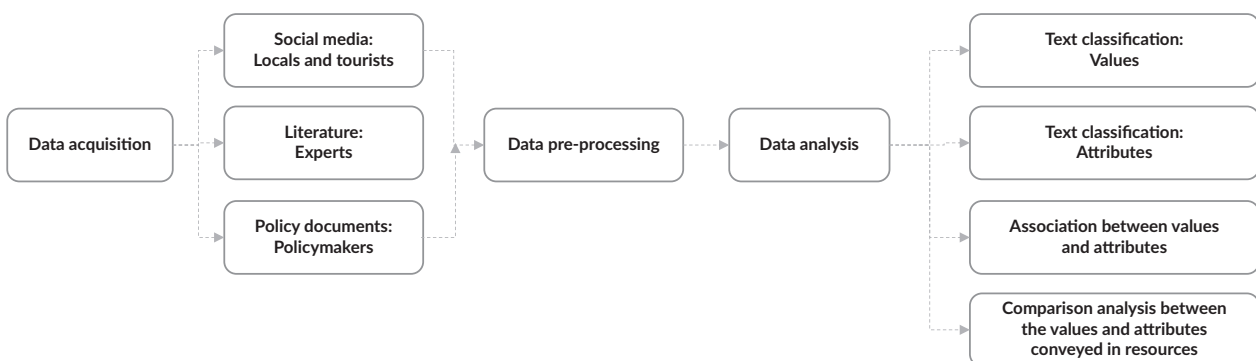 Data acquisition
Social media:
Locals and tourists
Literature:
Experts
Policy documents:
Policymakers
Data pre-processing
Data analysis
Text classification:
Values
Text classification:
Attributes
Association between values
and attributes
Comparison analysis between
the values and attributes
conveyed in resources